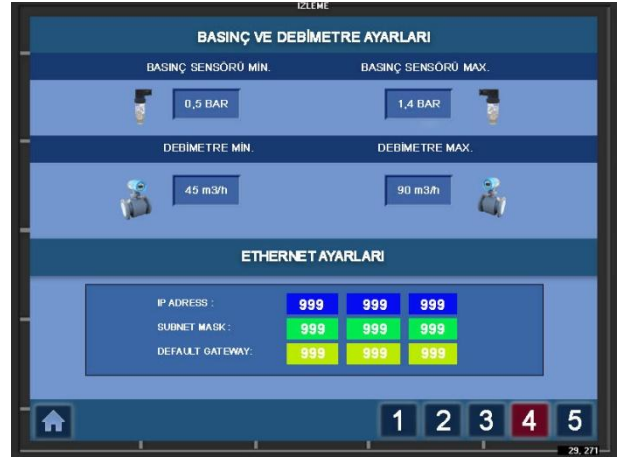 İZLEME
BASINÇ VE DEBİMETRE AYARLARI
BASINÇ SENSÖRÜ MİN. BASINÇ SENSÖRÜ MAX.
0,5 BAR 1,4 BAR
DEBİMETRE MİN. DEBİMETRE MAX.
45 m3/h 90 m3/h
ETHERNET AYARLARI
IP ADRESS : 999 999 999
SUBNET MASK : 999 999 999
DEFAULT GATEWAY: 999 999 999
1 2 3 4 5
29, 271